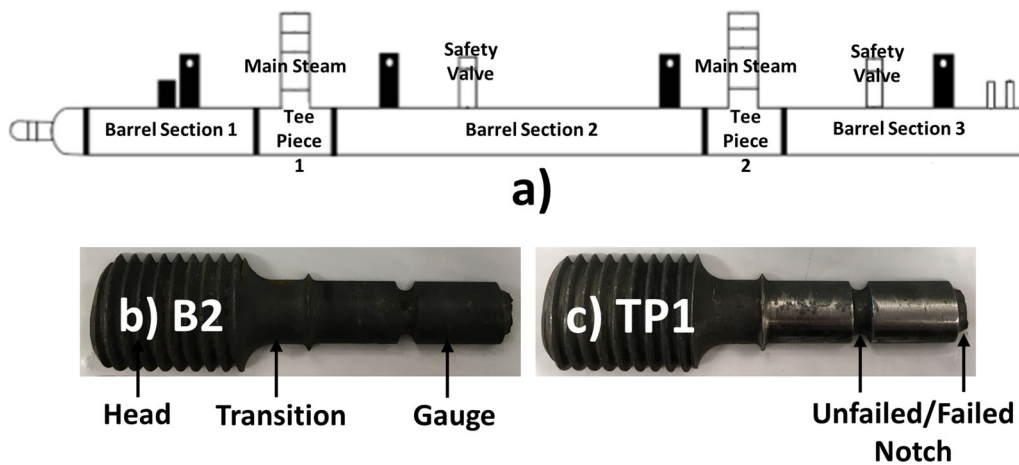 Main Steam
Safety
Valve
Main Steam
Safety
Valve
Barrel Section 1
Tee
Piece
1
Barrel Section 2
Tee
Piece
2
Barrel Section 3
a)
b) B2
c) TP1
Head
Transition
Gauge
Unfailed/Failed
Notch